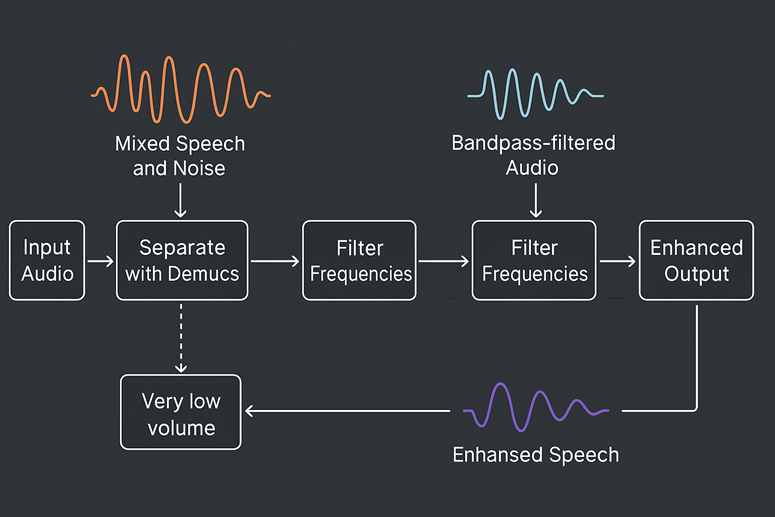 Mixed Speech
and Noise
Bandpass-filtered
Audio
Input
Audio
Separate
with Demucs
Filter
Frequencies
Filter
Frequencies
Enhanced
Output
Very low
volume
Enhansed Speech